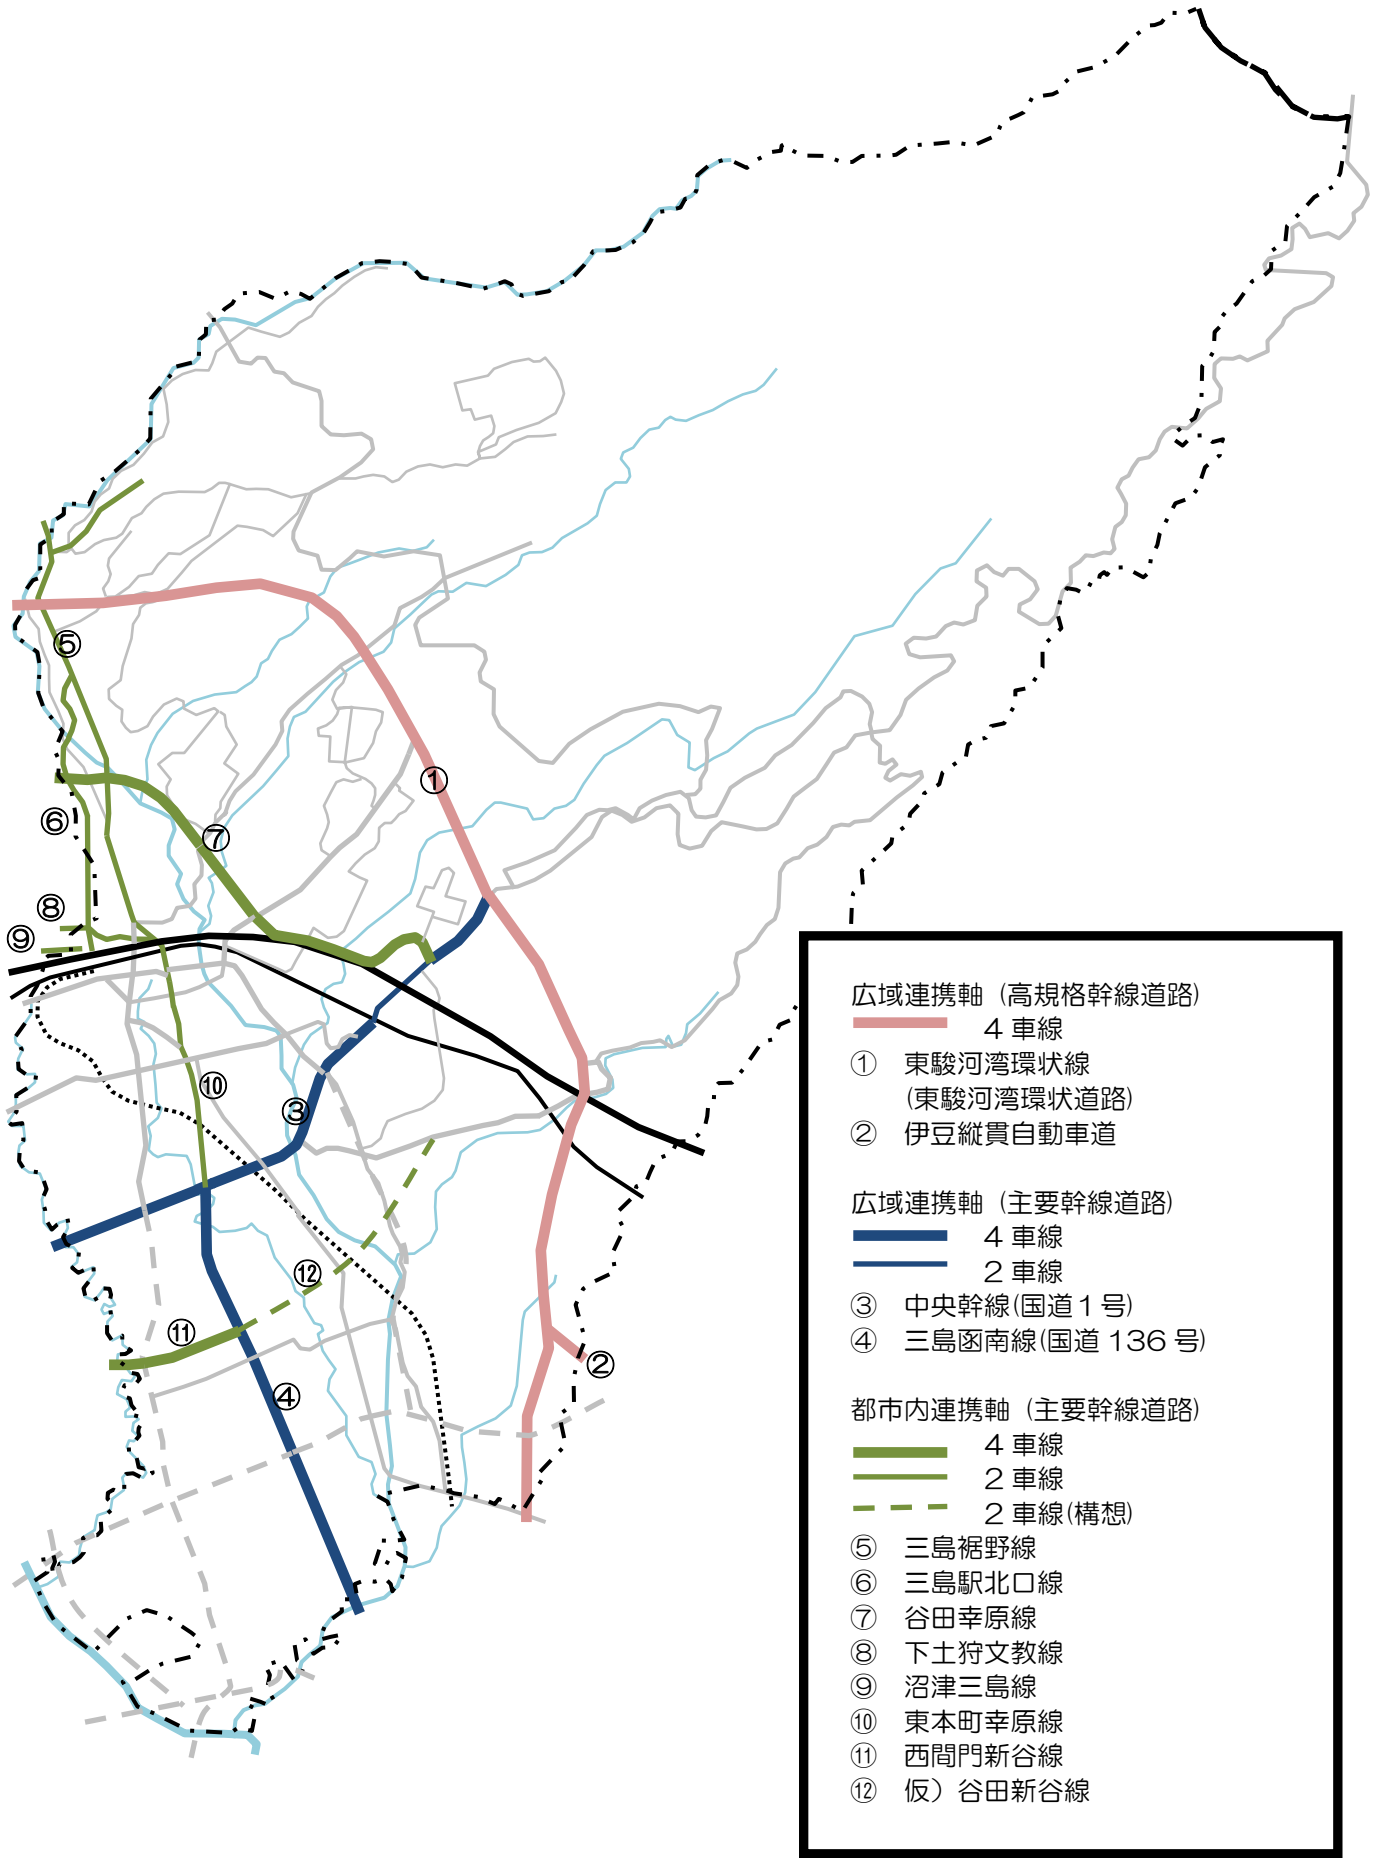 ⑤
①
⑥
⑦
⑧
⑨
⑩
③
⑫
⑪
②
④
広域連携軸（高規格幹線道路）
４車線
① 東駿河湾環状線
（東駿河湾環状道路）
② 伊豆縦貫自動車道
広域連携軸（主要幹線道路）
４車線
２車線
③ 中央幹線(国道１号)
④ 三島函南線(国道 136 号)
都市内連携軸（主要幹線道路）
４車線
２車線
２車線(構想)
⑤ 三島裾野線
⑥ 三島駅北口線
⑦ 谷田幸原線
⑧ 下土狩文教線
⑨ 沼津三島線
⑩ 東本町幸原線
⑪ 西間門新谷線
⑫ 仮）谷田新谷線